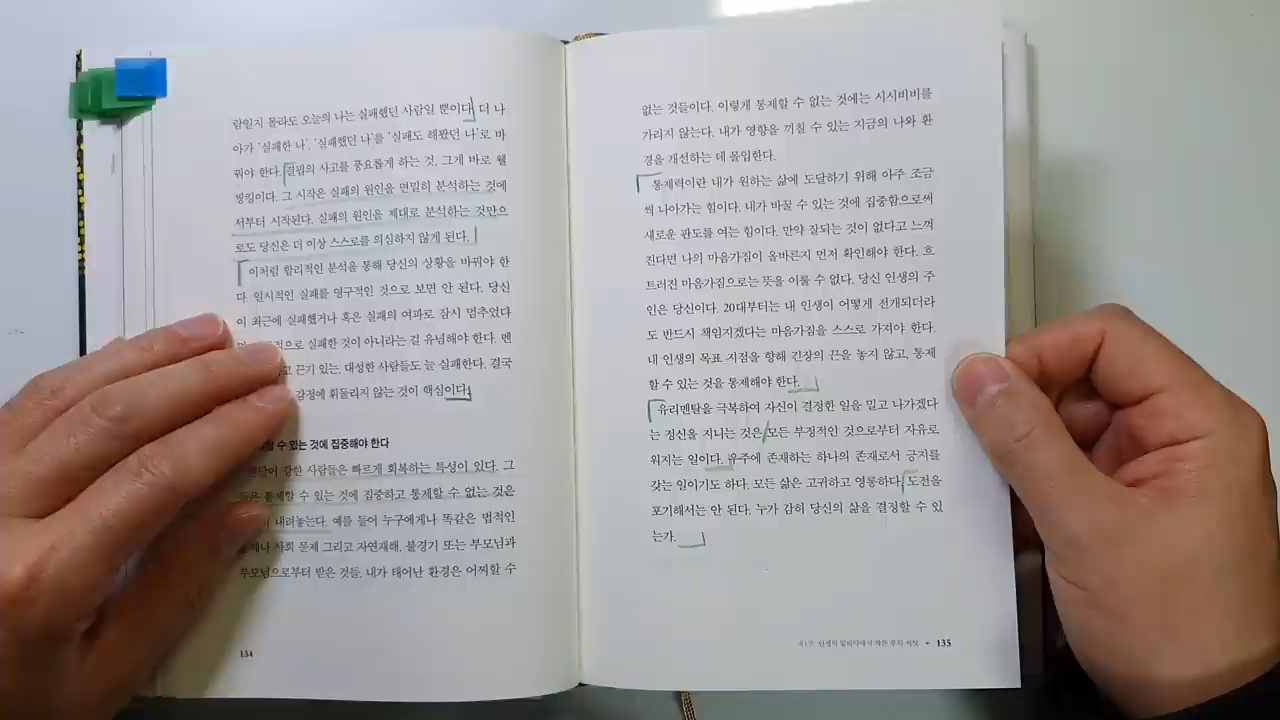 람일지 몰라도 오늘의 나는 실패했던 사람일 뿐이다. 더 나
아가 '실패한 나', '실패했던 나'를 '실패도 해봤던 나'로 바
꿔야 한다. 결핍의 사고를 풍요롭게 하는 것, 그게 바로 웰
씽킹이다. 그 시작은 실패의 원인을 면밀히 분석하는 것에
서부터 시작된다. 실패의 원인을 제대로 분석하는 것만으
로도 당신은 더 이상 스스로를 의심하지 않게 된다.
이처럼 합리적인 분석을 통해 당신의 상황을 바꿔야 한
다. 일시적인 실패를 영구적인 것으로 보면 안 된다. 당신
이 최근에 실패했거나 혹은 실패의 여파로 잠시 멈추었다
실패한 것이 아니라는 걸 유념해야 한다. 멘
끈기 있는, 대성한 사람들도 늘 실패한다. 결국
감정에 휘둘리지 않는 것이 핵심이다.
수 있는 것에 집중해야 한다
강한 사람들은 빠르게 회복하는 특성이 있다. 그
통제할 수 있는 것에 집중하고 통제할 수 없는 것은
내려놓는다. 예를 들어 누구에게나 똑같은 법적인
사회 문제 그리고 자연재해, 불경기 또는 부모님과
부모님으로부터 받은 것들, 내가 태어난 환경은 어찌할 수
134
없는 것들이다. 이렇게 통제할 수 없는 것에는 시시비비를
가리지 않는다. 내가 영향을 끼칠 수 있는 지금의 나와 환
경을 개선하는 데 몰입한다.
통제력이란 내가 원하는 삶에 도달하기 위해 아주 조금
씩 나아가는 힘이다. 내가 바꿀 수 있는 것에 집중함으로써
새로운 판도를 여는 힘이다. 만약 잘되는 것이 없다고 느껴
진다면 나의 마음가짐이 올바른지 먼저 확인해야 한다. 흐
트러진 마음가짐으로는 뜻을 이룰 수 없다. 당신 인생의 주
인은 당신이다. 20대부터는 내 인생이 어떻게 전개되더라
도 반드시 책임지겠다는 마음가짐을 스스로 가져야 한다.
내 인생의 목표 지점을 향해 긴장의 끈을 놓지 않고, 통제
할 수 있는 것을 통제해야 한다.
유리멘탈을 극복하여 자신이 결정한 일을 밀고 나가겠다
는 정신을 지니는 것은 모든 부정적인 것으로부터 자유로
워지는 일이다. 우주에 존재하는 하나의 존재로서 긍지를
갖는 일이기도 하다. 모든 삶은 고귀하고 영롱하다. 도전을
포기해서는 안 된다. 누가 감히 당신의 삶을 결정할 수 있
는가.
제1부 인생의 밑바닥에서 찾은 부의 씨앗 + 135